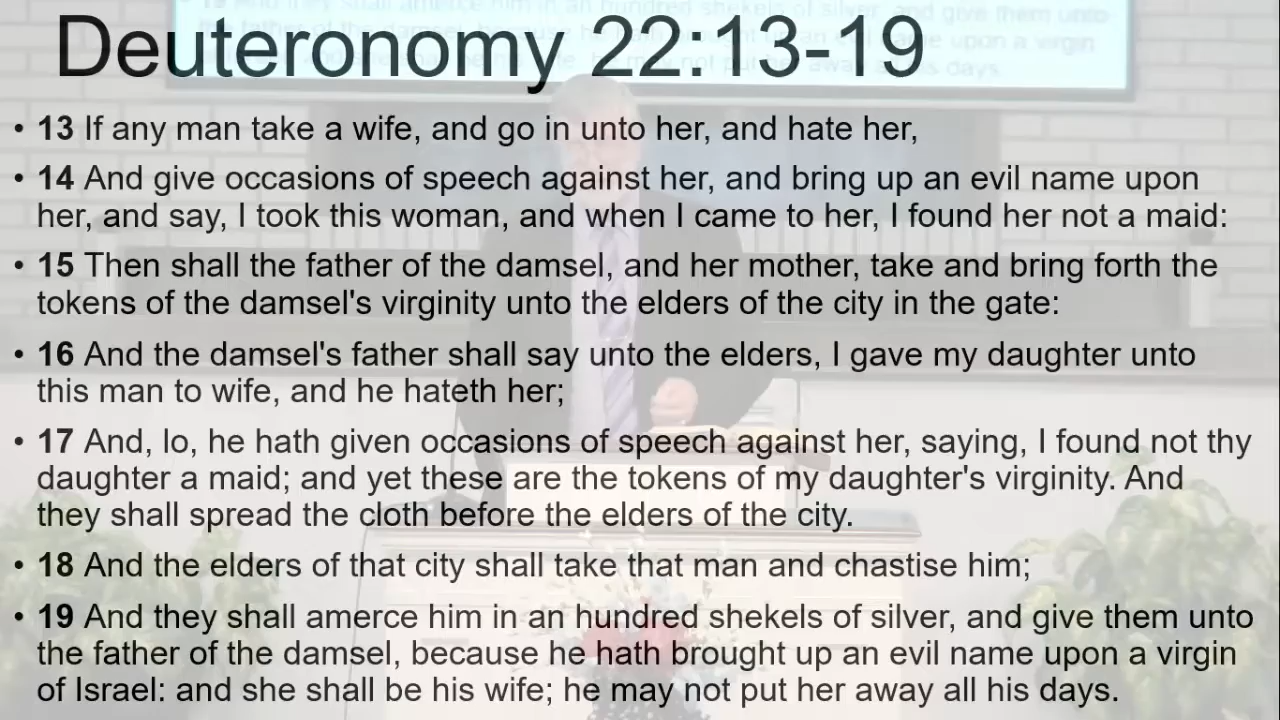 Deuteronomy 22.13-19
• 13 If any man take a wife, and go in unto her, and hate her,
• 14 And give occasions of speech against her, and bring up an evil name upon
her, and say, I took this woman, and when I came to her, I found her not a maid:
• 15 Then shall the father of the damsel, and her mother, take and bring forth the
tokens of the damsel's virginity unto the elders of the city in the gate:
• 16 And the damsel's father shall say unto the elders, I gave my daughter unto
this man to wife, and he hateth her;
• 17 And, lo, he hath given occasions of speech against her, saying, I found not thy
daughter a maid; and yet these are the tokens of my daughter's virginity. And
they shall spread the cloth before the elders of the city.
• 18 And the elders of that city shall take that man and chastise him;
• 19 And they shall amerce him in an hundred shekels of silver, and give them unto
the father of the damsel, because he hath brought up an evil name upon a virgin
of Israel: and she shall be his wife; he may not put her away all his days.